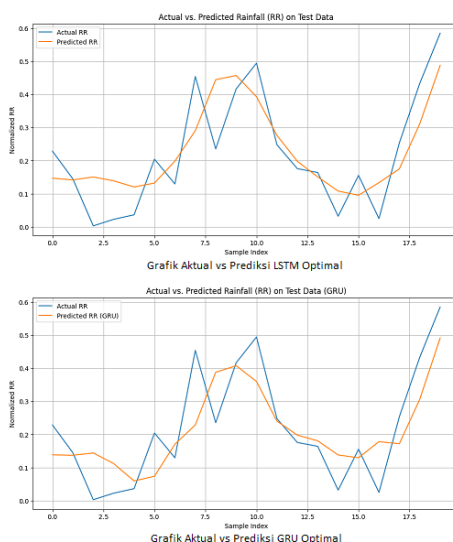 Actual vs. Predicted Rainfall (RR) on Test Data
Actual RR
Predicted RR
0.6
0.5
0.4
0.3
0.2
0.1
0.0
Normalized RR
0.0 2.5 5.0 7.5 10.0 12.5 15.0 17.5
Sample Index
Grafik Aktual vs Prediksi LSTM Optimal
Actual vs. Predicted Rainfall (RR) on Test Data (GRU)
Actual RR
Predicted RR (GRU)
0.6
0.5
0.4
0.3
0.2
0.1
0.0
Normalized RR
0.0 2.5 5.0 7.5 10.0 12.5 15.0 17.5
Sample Index
Grafik Aktual vs Prediksi GRU Optimal